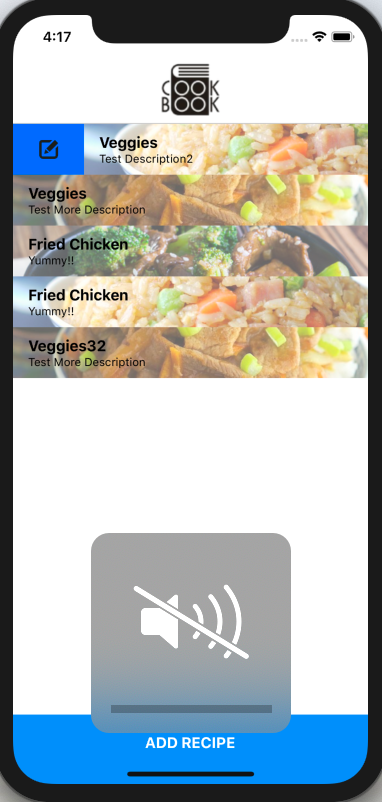 4:17
COOK
BOOK
Veggies
Test Description2
Veggies
Test More Description
Fried Chicken
Yummy!!
Fried Chicken
Yummy!!
Veggies32
Test More Description
ADD RECIPE